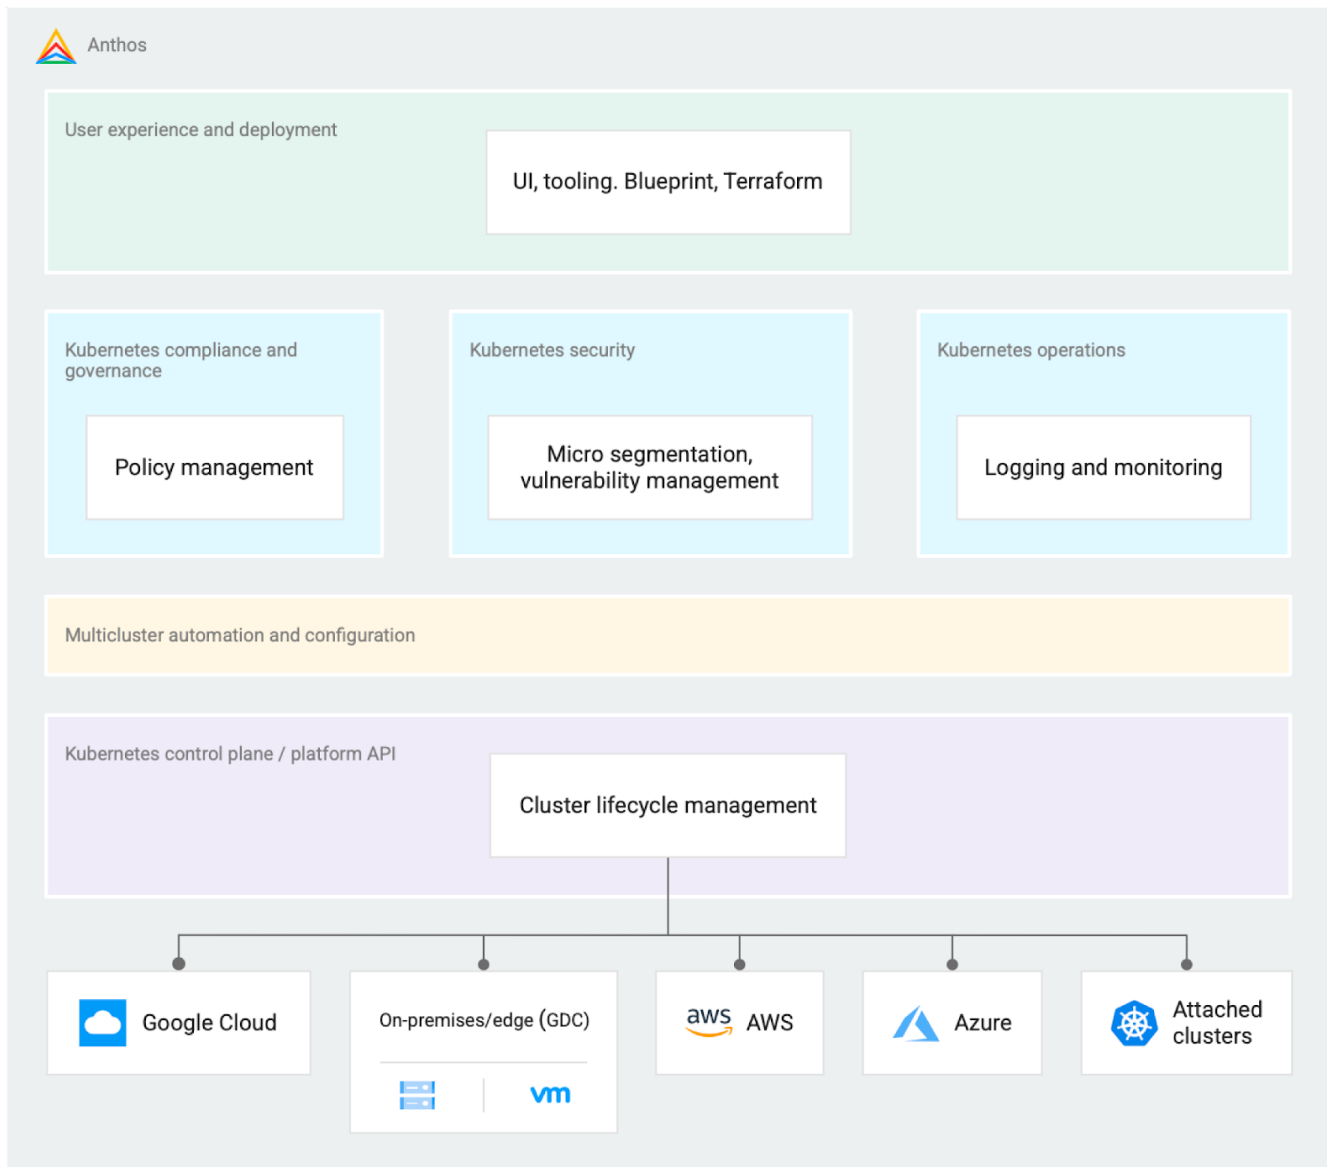 Anthos
User experience and deployment
UI, tooling. Blueprint, Terraform
Kubernetes compliance and
governance
Policy management
Kubernetes security
Micro segmentation,
vulnerability management
Kubernetes operations
Logging and monitoring
Multicluster automation and configuration
Kubernetes control plane / platform API
Cluster lifecycle management
Google Cloud
On-premises/edge (GDC)
vm
aws AWS
Azure
Attached
clusters